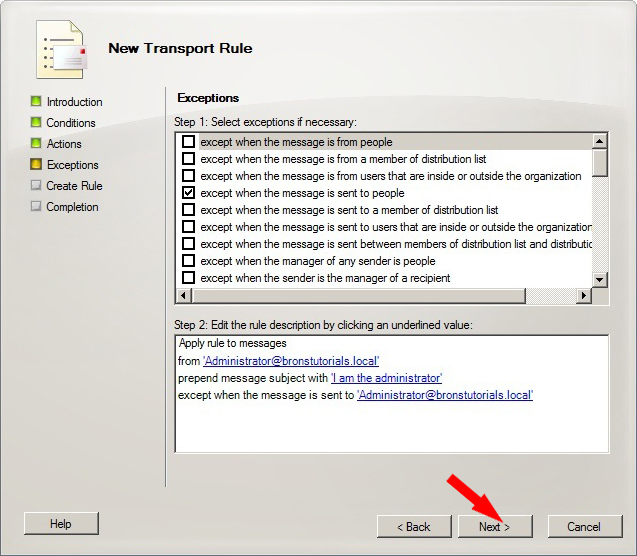 New Transport Rule
Introduction
Conditions
Actions
Exceptions
Create Rule
Completion
Exceptions
Step 1: Select exceptions if necessary:
except when the message is from people
except when the message is from a member of distribution list
except when the message is from users that are inside or outside the organization
except when the message is sent to people
except when the message is sent to a member of distribution list
except when the message is sent to users that are inside or outside the organization
except when the message is sent between members of distribution list and distributic
except when the manager of any sender is people
except when the sender is the manager of a recipient
Step 2: Edit the rule description by clicking an underlined value:
Apply rule to messages
from 'Administrator@bronstutorials.local'
prepend message subject with 'I am the administrator'
except when the message is sent to 'Administrator@bronstutorials.local'
Help
< Back
Next >
Cancel